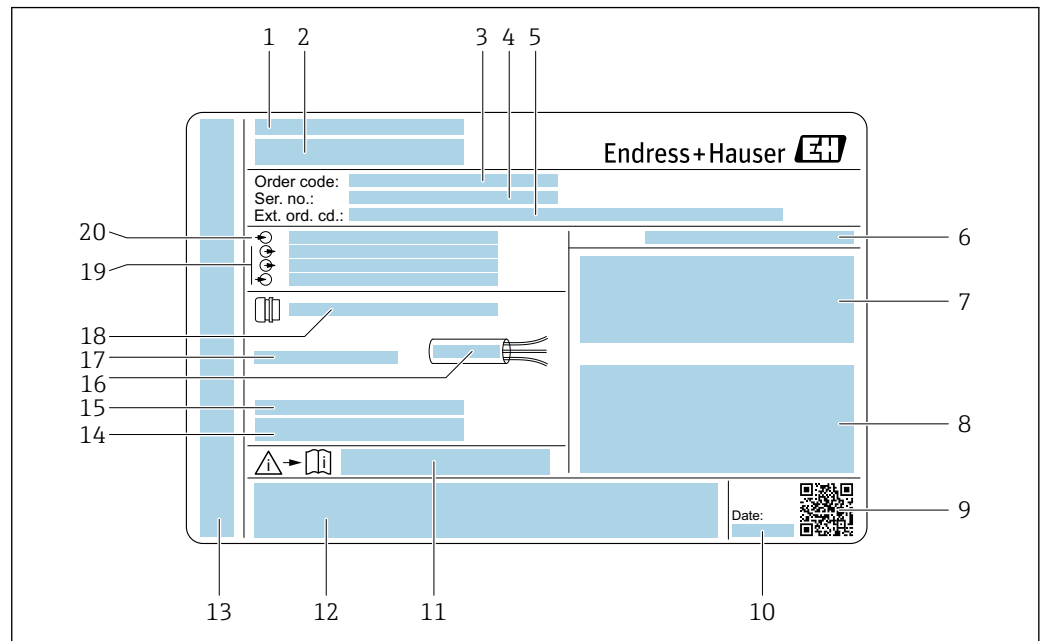 1 2 3 4 5
Endress+Hauser EH
Order code:
Ser. no.:
Ext. ord. cd.:
20
6
19
7
18
17
16
15
8
14
i i
Date:
9
13 12 11 10